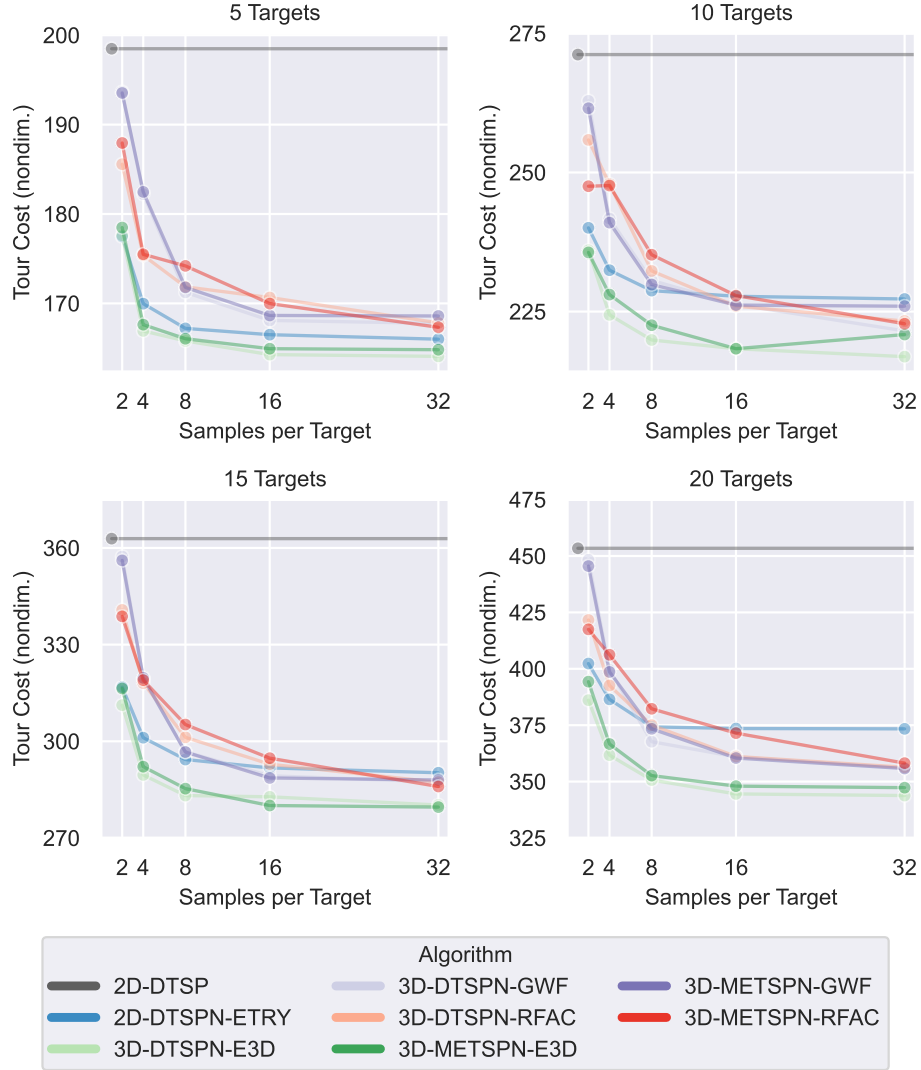 5 Targets
10 Targets
Tour Cost (nondim.)
200
190
180
170
2 4 8 16 32
Samples per Target
Tour Cost (nondim.)
275
250
225
2 4 8 16 32
Samples per Target
15 Targets
20 Targets
Tour Cost (nondim.)
360
330
300
270
2 4 8 16 32
Samples per Target
Tour Cost (nondim.)
475
450
425
400
375
350
325
2 4 8 16 32
Samples per Target
Algorithm
2D-DTSP
2D-DTSPN-ETRY
3D-DTSPN-E3D
3D-DTSPN-GWF
3D-DTSPN-RFAC
3D-METSPN-E3D
3D-METSPN-GWF
3D-METSPN-RFAC